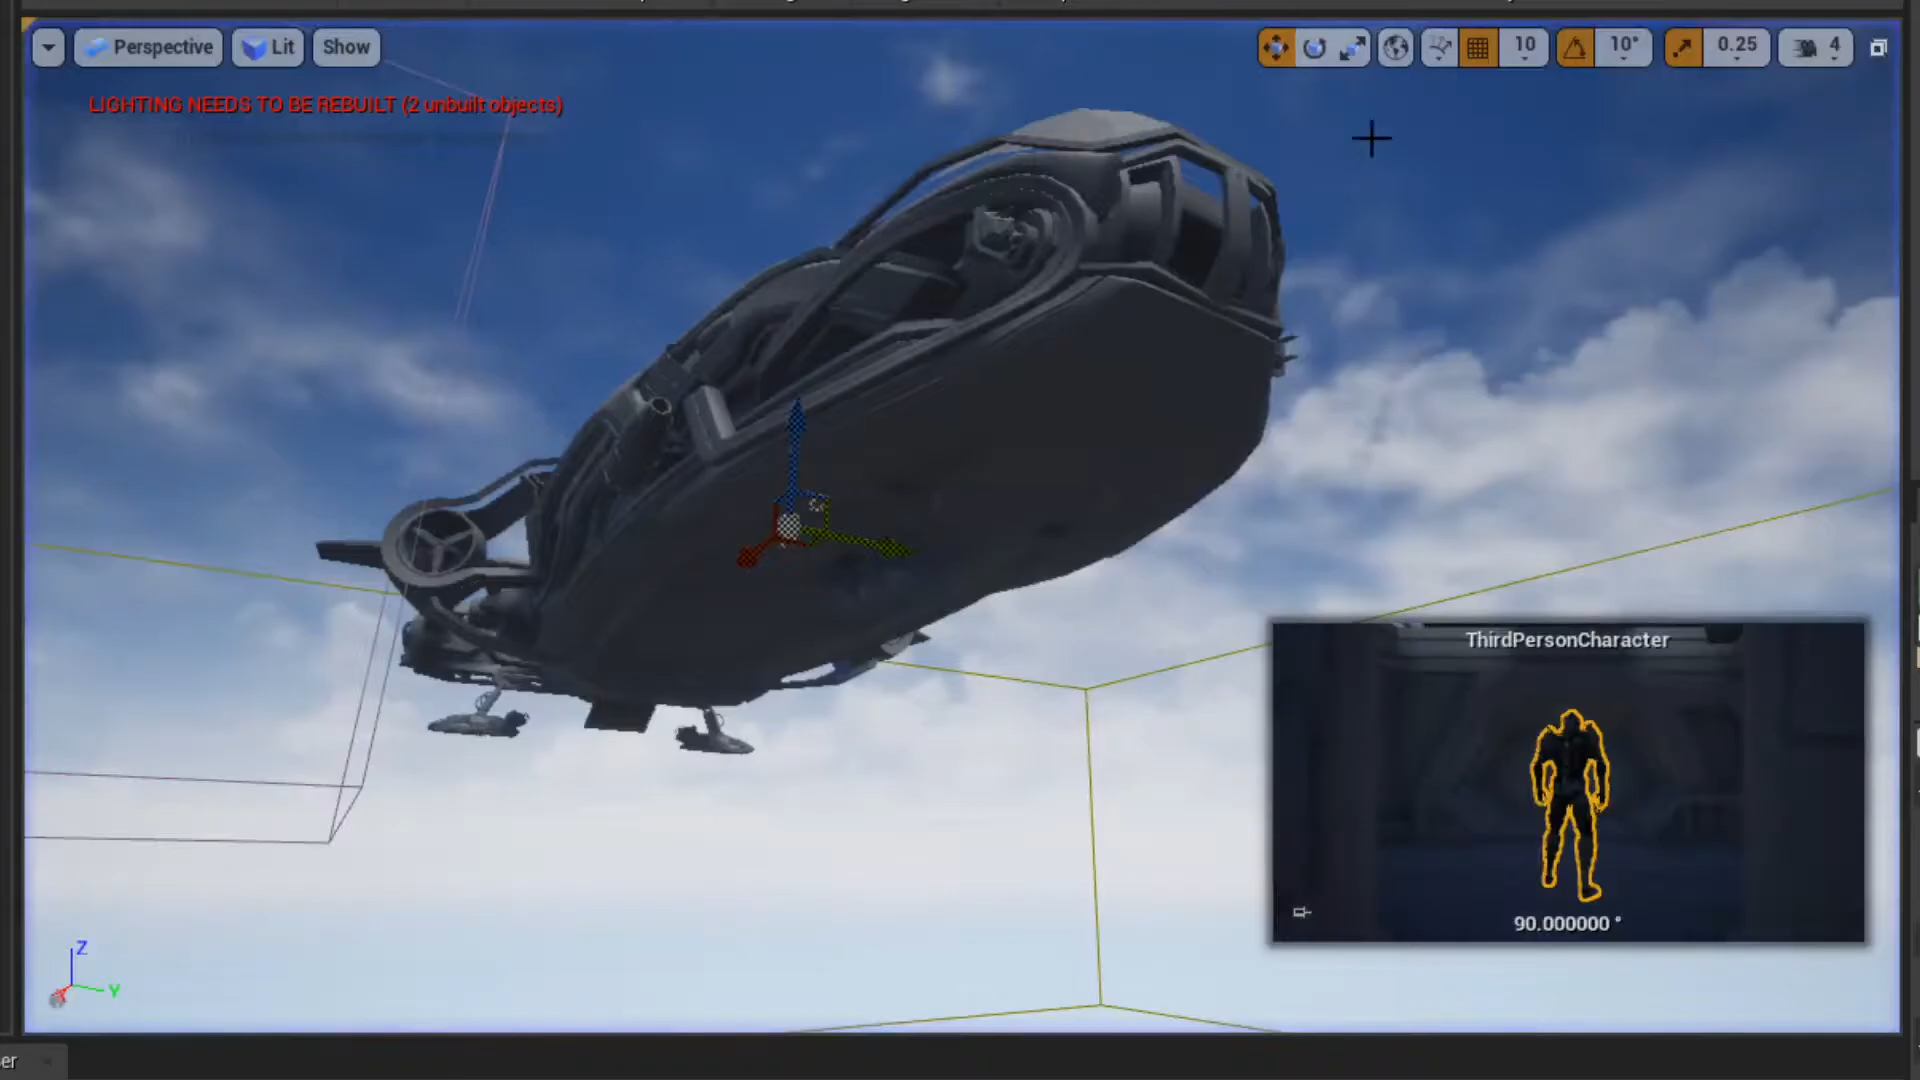 Perspective
Lit
Show
10
10°
0.25
4
LIGHTING NEEDS TO BE REBUILT (2 unbuilt objects)
ThirdPersonCharacter
90.000000 °
Z
Y
X
er